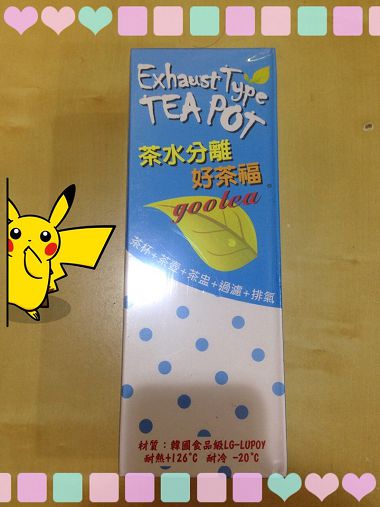 Exhaust Type
TEA POT
茶水分離
好茶福
gootea
茶杯+茶壺+茶盅+過濾+排氣
材質：韓國食品級LG-LUPOY
耐熱+126°C 耐冷 -20°C